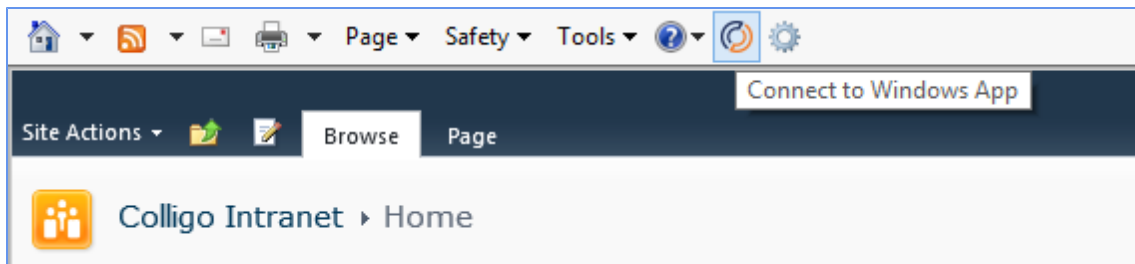 Page Safety Tools
Connect to Windows App
Site Actions Browse Page
Colligo Intranet Home